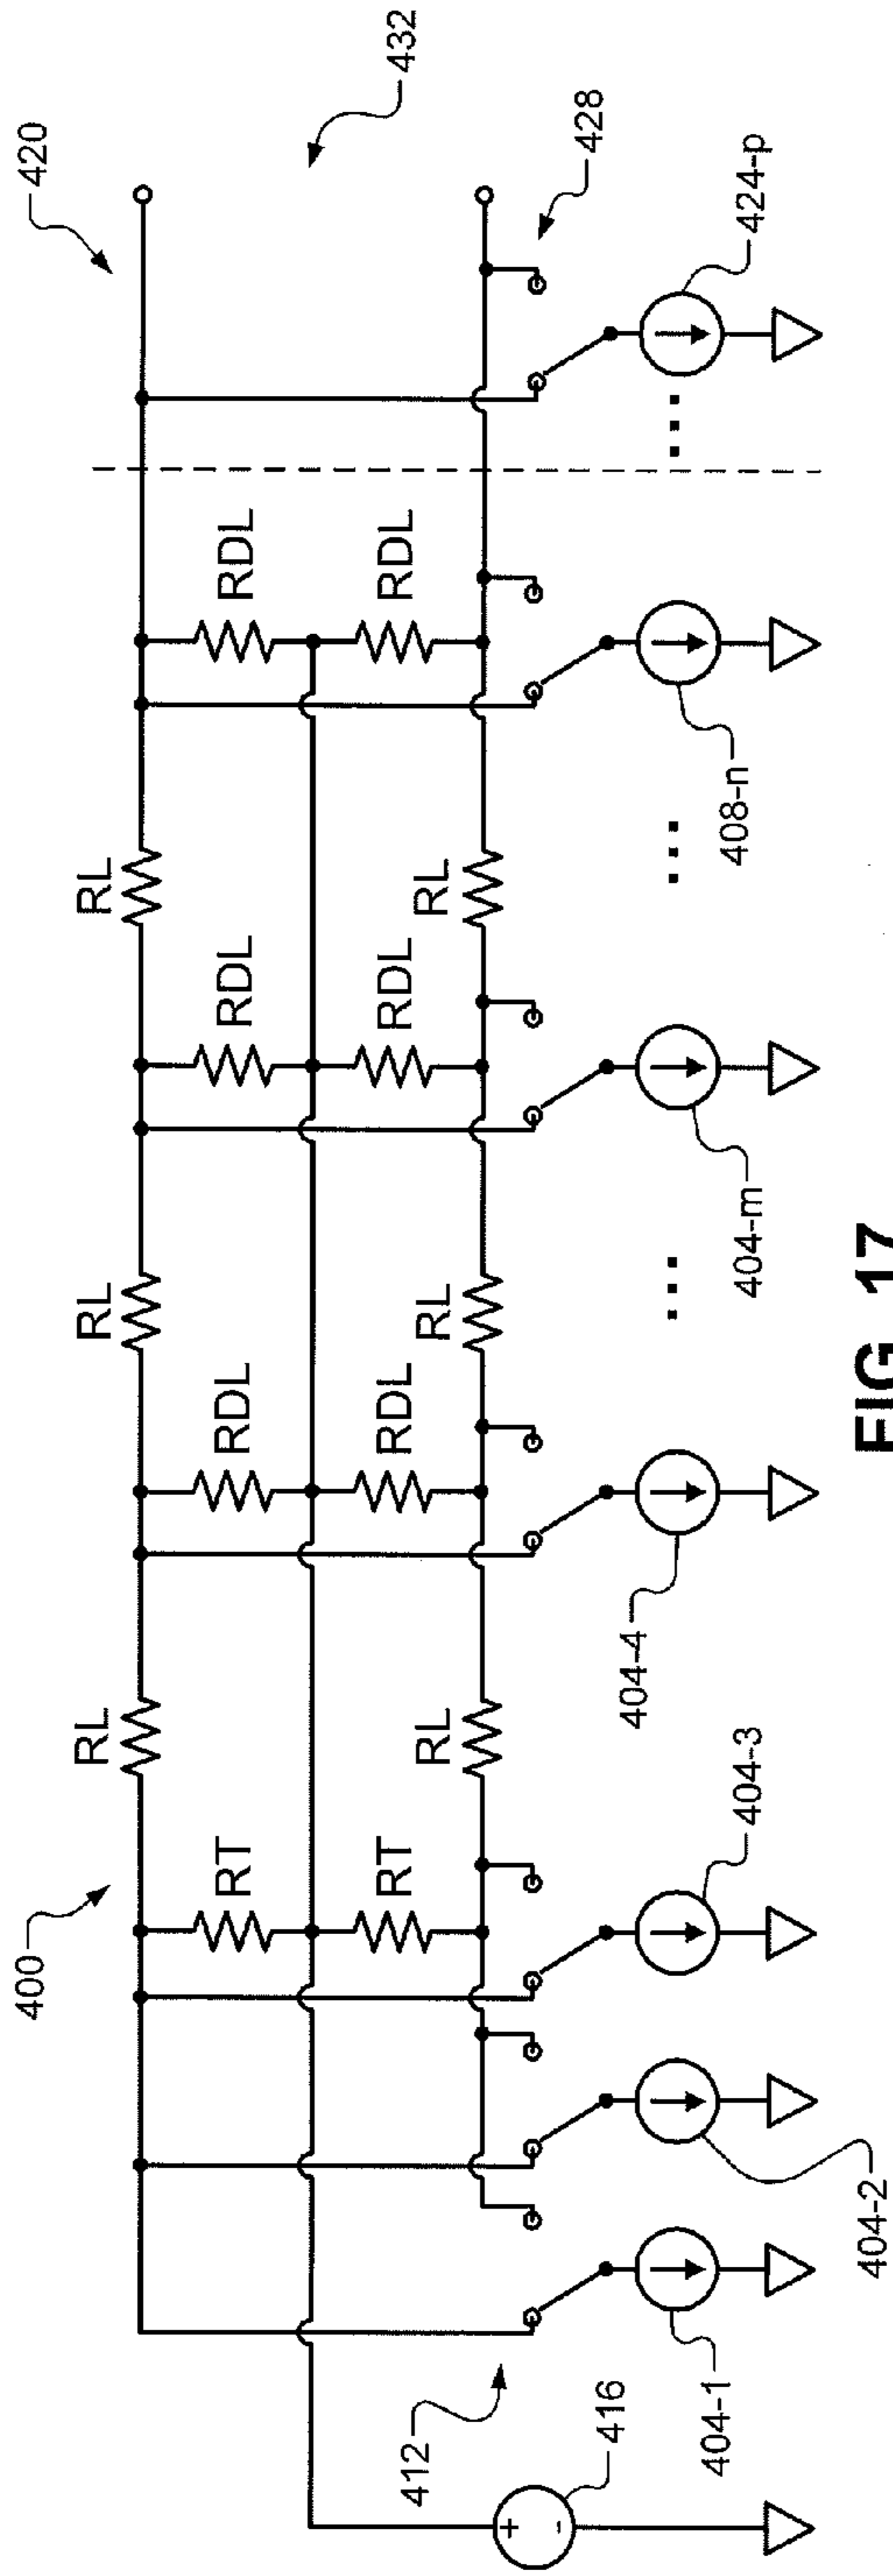 420
432
400
RL
RL
RL
RT
RDL
RDL
RDL
RT
RDL
RDL
RDL
RL
RL
RL
428
412
+
-
416
404-1
404-2
404-3
404-4
...
404-m
...
408-n
...
424-p
FIG. 17